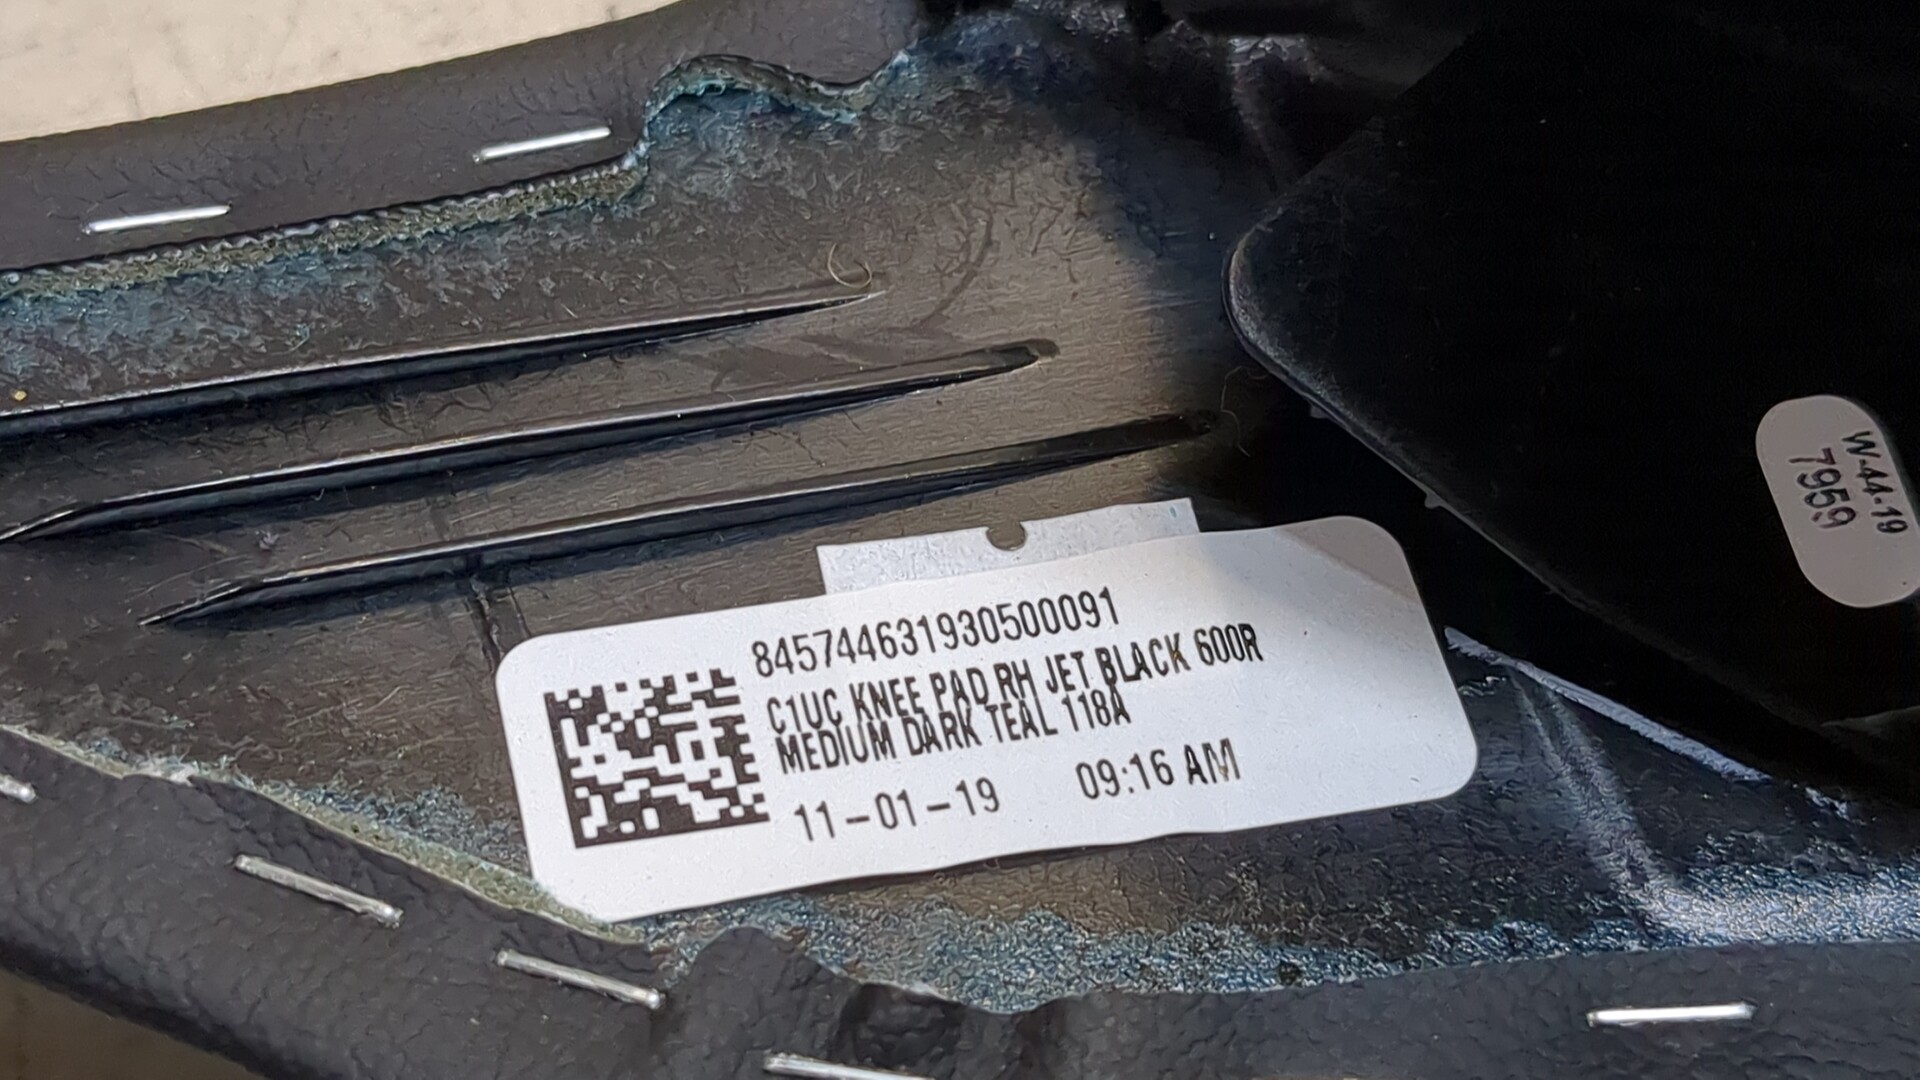 845744631930500091
C1UC KNEE PAD RH JET BLACK 600R
MEDIUM DARK TEAL 118A
11-01-19 09:16 AM
W-44-19
7959